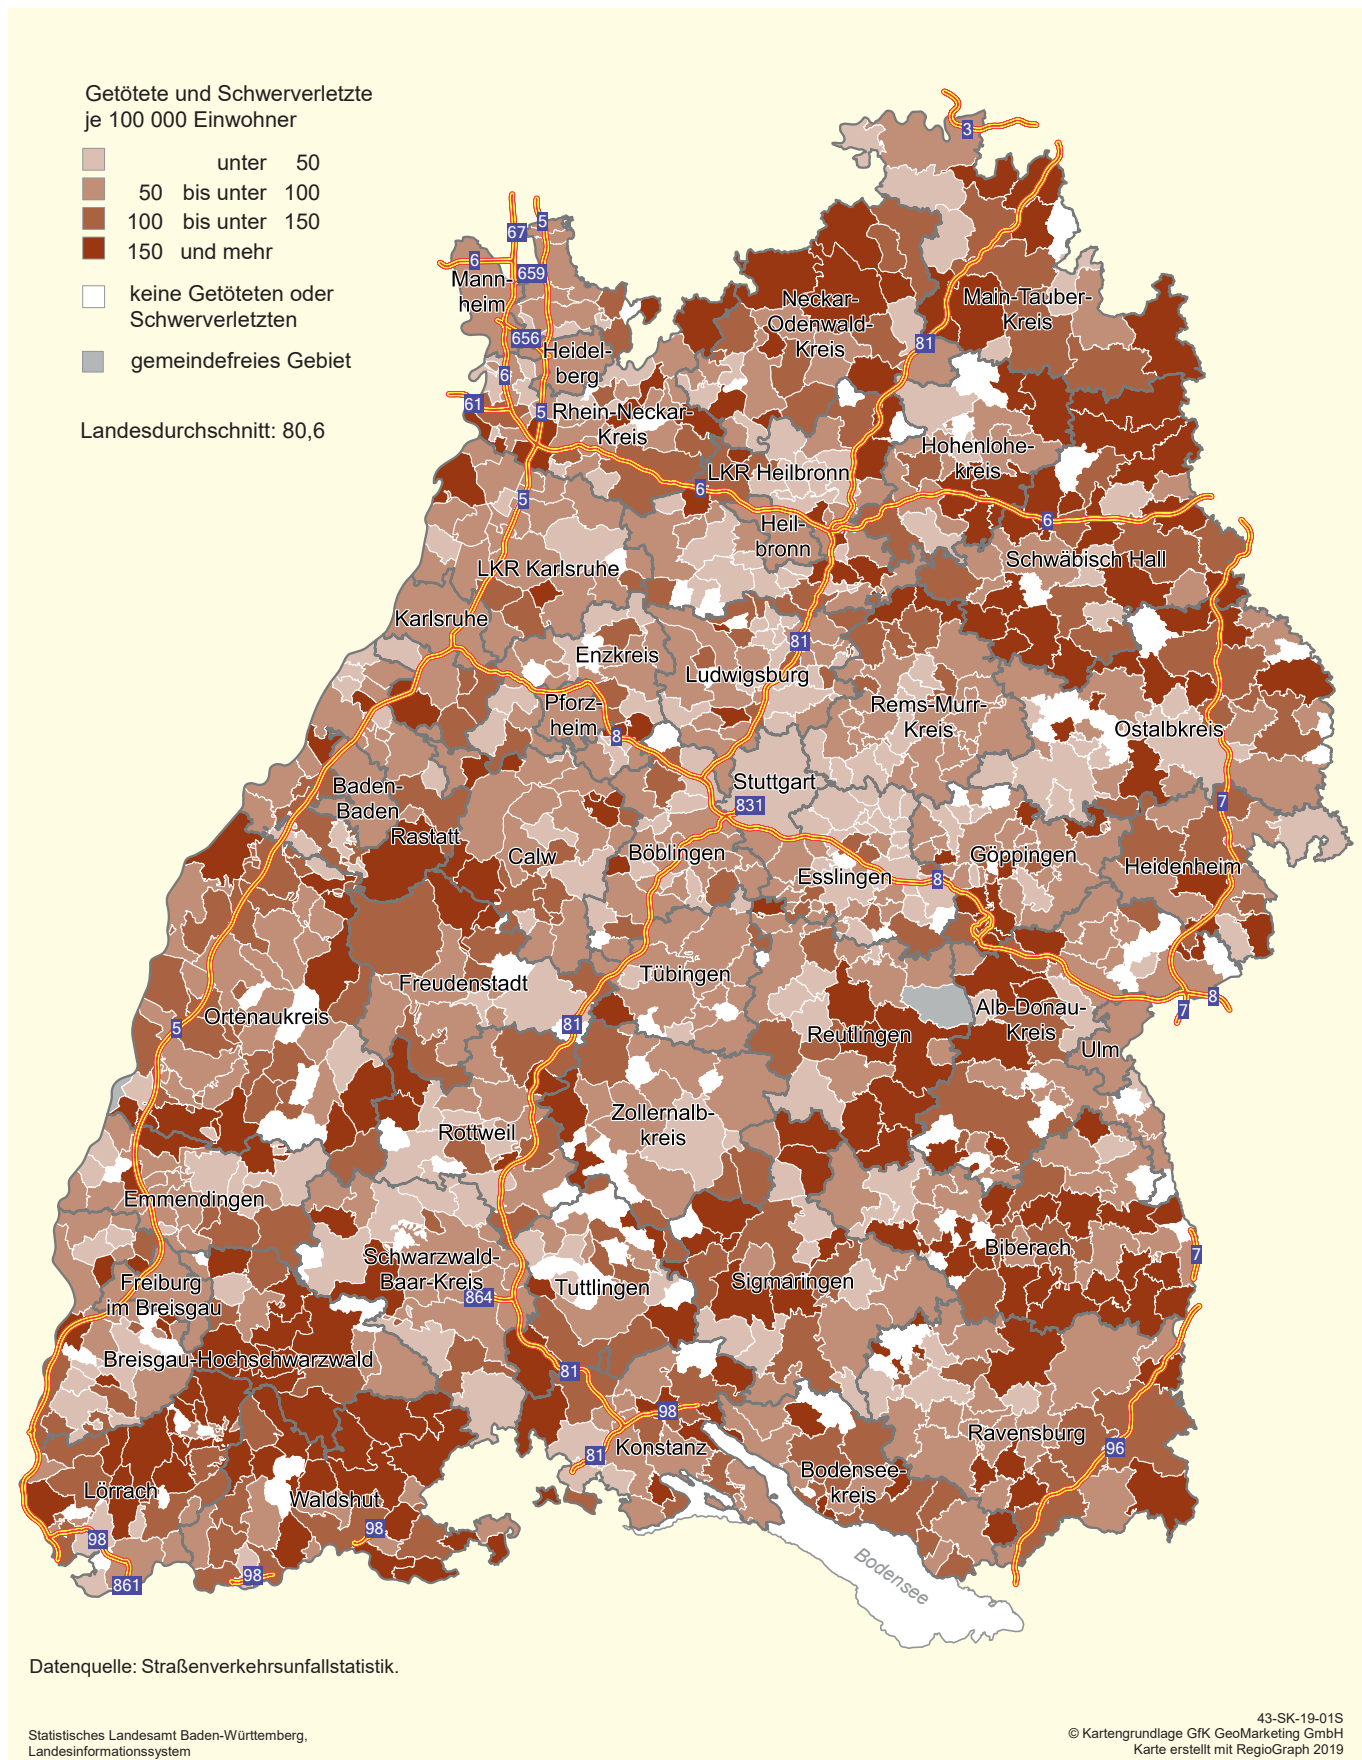 Getötete und Schwerverletzte
je 100 000 Einwohner
unter 50
50 bis unter 100
100 bis unter 150
150 und mehr
keine Getöteten oder
Schwerverletzten
gemeindefreies Gebiet
Landesdurchschnitt: 80,6
3
67
5
6
659
Mann-
heim
656
Heidel-
berg
6
61
5
Rhein-Neckar-
Kreis
Neckar-
Odenwald-
Kreis
Main-Tauber-
Kreis
81
Hohenlohe-
kreis
LKR Heilbronn
6
5
Heil-
bronn
6
Schwäbisch Hall
LKR Karlsruhe
Karlsruhe
Enzkreis
81
Ludwigsburg
Pforz-
heim
8
Rems-Murr-
Kreis
Ostalbkreis
Stuttgart
831
7
Baden-
Baden
Rastatt
Calw
Böblingen
Esslingen
8
Göppingen
Heidenheim
Freudenstadt
Tübingen
Ortenaukreis
5
81
Reutlingen
Alb-Donau-
Kreis
7
8
Ulm
Rottweil
Zollernalb-
kreis
Emmendingen
Schwarzwald-
Baar-Kreis
864
Tuttlingen
Sigmaringen
Biberach
7
Freiburg
im Breisgau
Breisgau-Hochschwarzwald
81
98
81
Konstanz
Ravensburg
96
Bodensee-
kreis
Lörrach
Waldshut
98
98
98
861
Bodensee
Datenquelle: Straßenverkehrsunfallstatistik.
Statistisches Landesamt Baden-Württemberg,
Landesinformationssystem
43-SK-19-01S
© Kartengrundlage GfK GeoMarketing GmbH
Karte erstellt mit RegioGraph 2019